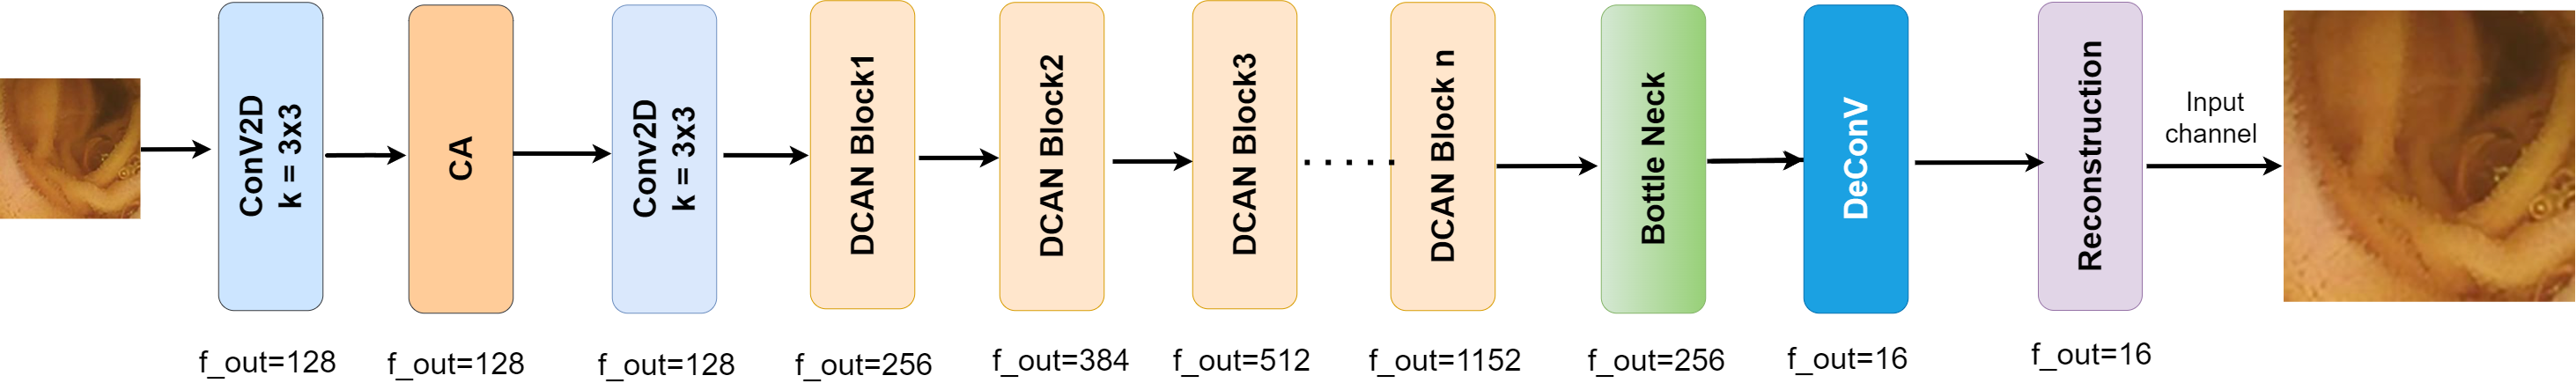 ConV2D
k = 3x3
CA
Conv2D
k = 3x3
DCAN Block1
DCAN Block2
DCAN Block3
DCAN Block n
Bottle Neck
DeConV
Reconstruction
Input
channel
f_out=128
f_out=128
f_out=128
f_out=256
f_out=384
f_out=512
f_out=1152
f_out=256
f_out=16
f_out=16